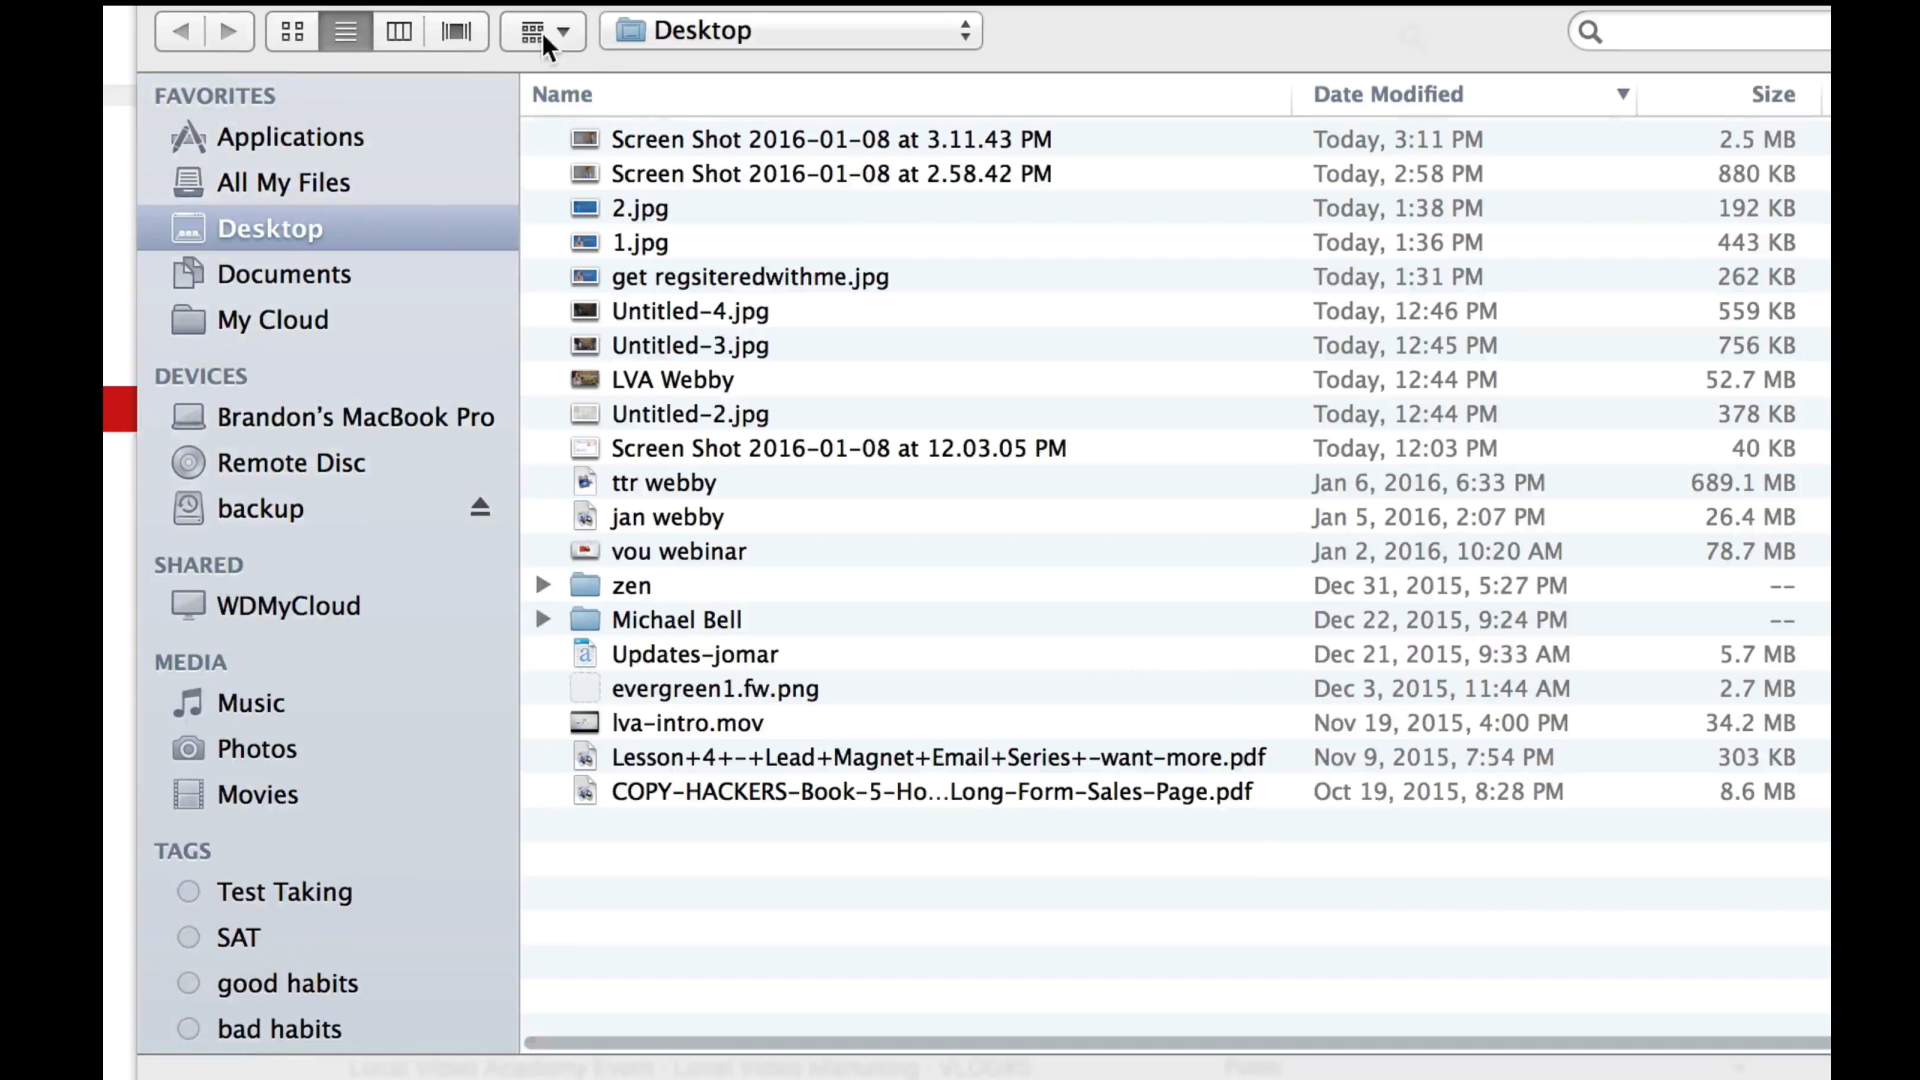 Desktop
FAVORITES
Applications
All My Files
Desktop
Documents
My Cloud
DEVICES
Brandon's MacBook Pro
Remote Disc
backup
SHARED
WDMyCloud
MEDIA
Music
Photos
Movies
TAGS
Test Taking
SAT
good habits
bad habits
Name Date Modified Size
Screen Shot 2016-01-08 at 3.11.43 PM Today, 3:11 PM 2.5 MB
Screen Shot 2016-01-08 at 2.58.42 PM Today, 2:58 PM 880 KB
2.jpg Today, 1:38 PM 192 KB
1.jpg Today, 1:36 PM 443 KB
get regsiteredwithme.jpg Today, 1:31 PM 262 KB
Untitled-4.jpg Today, 12:46 PM 559 KB
Untitled-3.jpg Today, 12:45 PM 756 KB
LVA Webby Today, 12:44 PM 52.7 MB
Untitled-2.jpg Today, 12:44 PM 378 KB
Screen Shot 2016-01-08 at 12.03.05 PM Today, 12:03 PM 40 KB
ttr webby Jan 6, 2016, 6:33 PM 689.1 MB
jan webby Jan 5, 2016, 2:07 PM 26.4 MB
vou webinar Jan 2, 2016, 10:20 AM 78.7 MB
zen Dec 31, 2015, 5:27 PM --
Michael Bell Dec 22, 2015, 9:24 PM --
Updates-jomar Dec 21, 2015, 9:33 AM 5.7 MB
evergreen1.fw.png Dec 3, 2015, 11:44 AM 2.7 MB
lva-intro.mov Nov 19, 2015, 4:00 PM 34.2 MB
Lesson+4+-+Lead+Magnet+Email+Series+-want-more.pdf Nov 9, 2015, 7:54 PM 303 KB
COPY-HACKERS-Book-5-Ho...Long-Form-Sales-Page.pdf Oct 19, 2015, 8:28 PM 8.6 MB